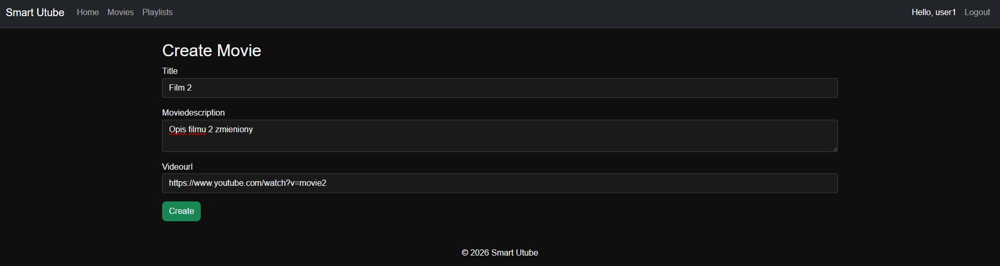 Smart Utube Home Movies Playlists Hello, user1 Logout
Create Movie
Title
Film 2
Moviedescription
Opis filmu 2 zmieniony
Videourl
https://www.youtube.com/watch?v=movie2
Create
© 2026 Smart Utube